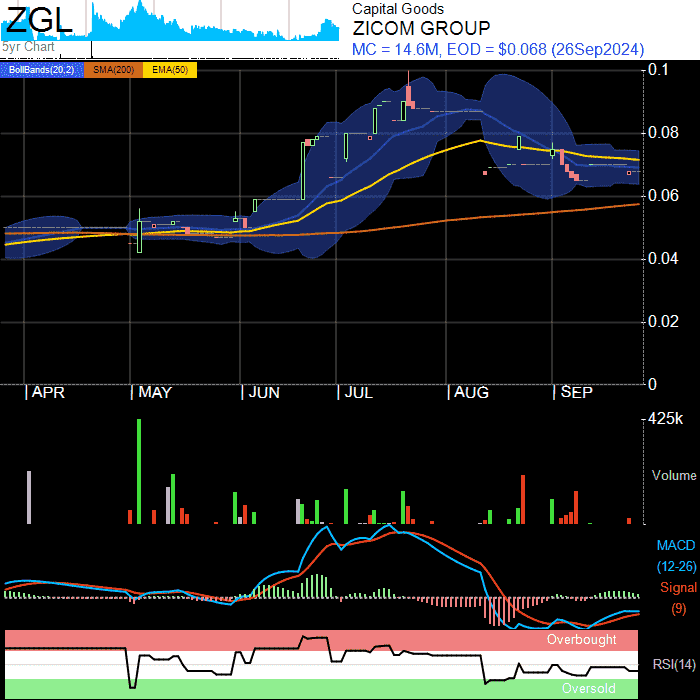 ZGL
5yr Chart
Capital Goods
ZICOM GROUP
MC = 14.6M, EOD = $0.068 (26Sep2024)
BollBands(20,2) SMA(200) EMA(50)
0.1
0.08
0.06
0.04
0.02
0
APR MAY JUN JUL AUG SEP
425k
Volume
MACD
(12-26)
Signal
(9)
Overbought
RSI(14)
Oversold